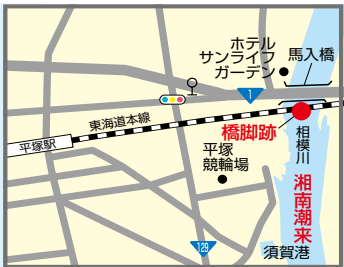 ホテル
サンライフ
ガーデン
馬入橋
1
東海道本線
平塚駅
橋脚跡
相模川
平塚
競輪場
湘南潮来
129
須賀港